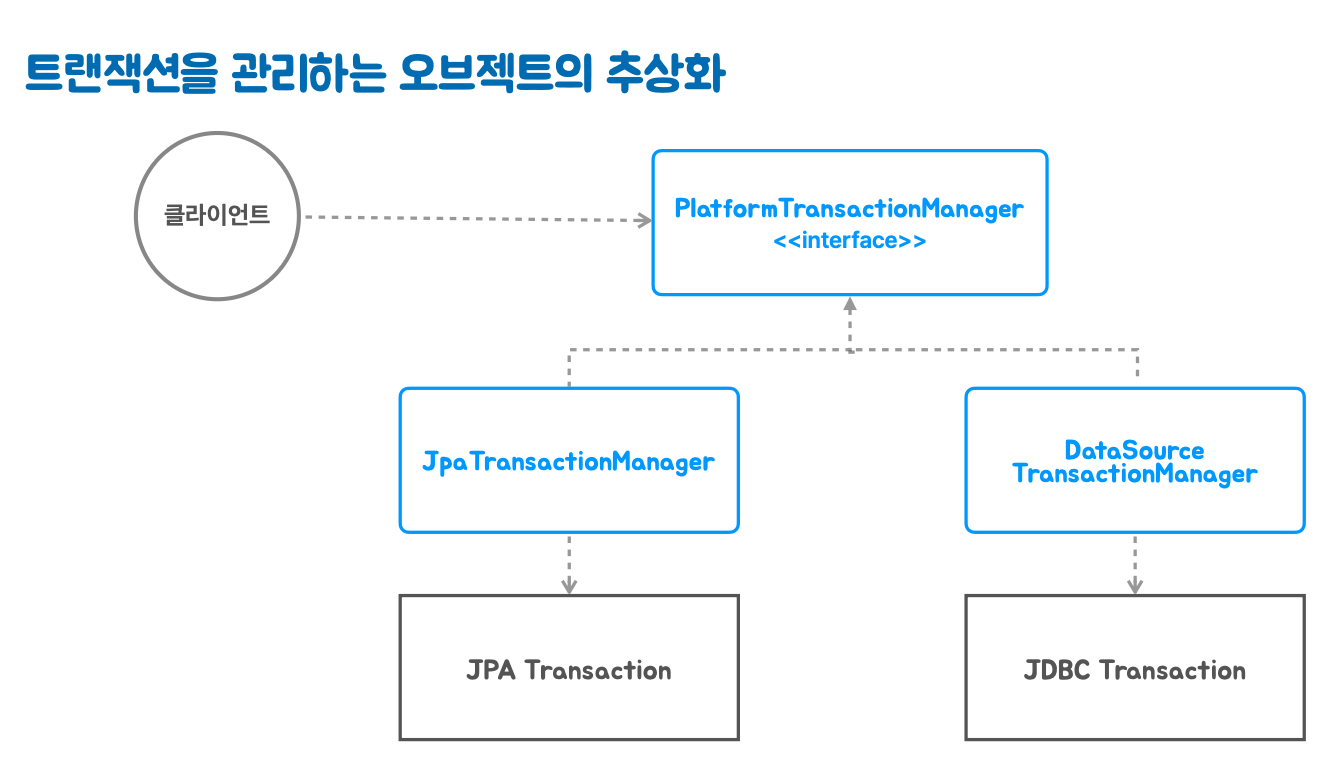 트랜잭션을 관리하는 오브젝트의 추상화
클라이언트
PlatformTransactionManager
<<interface>>
JpaTransactionManager
DataSource
TransactionManager
JPA Transaction
JDBC Transaction